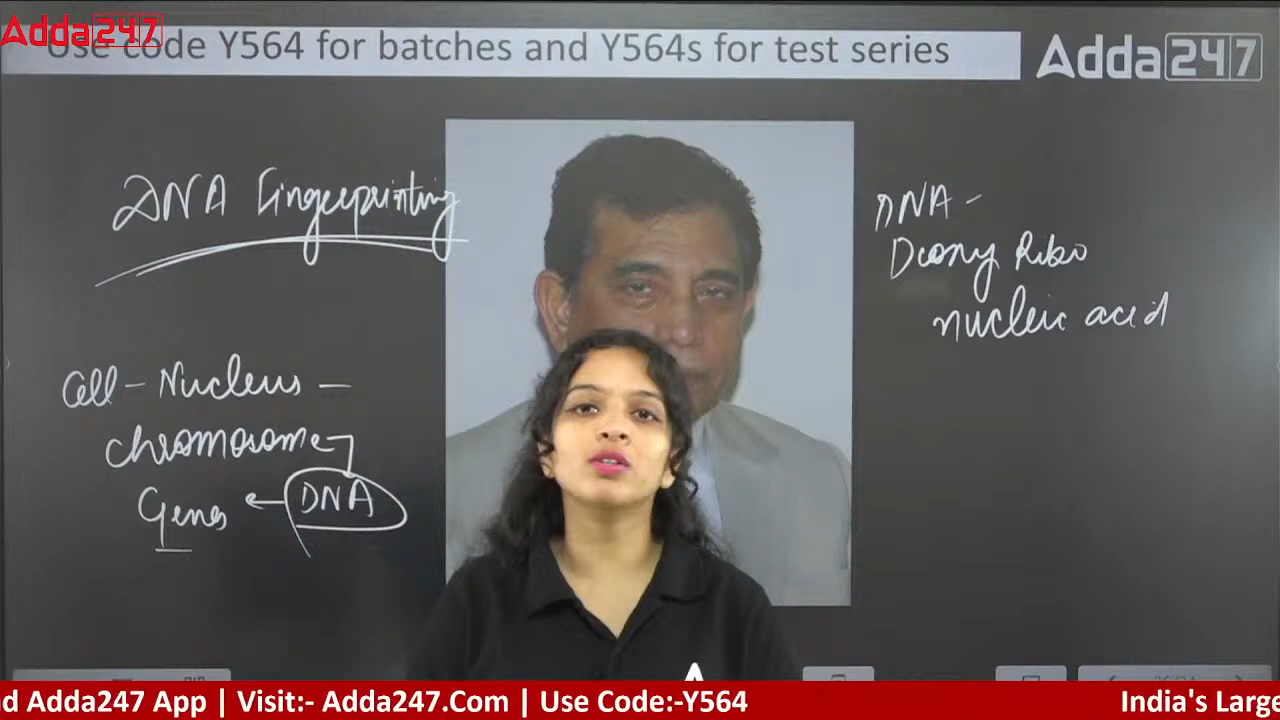 Adda247
Use code Y564 for batches and Y564s for test series
Adda247
DNA Fingerprinting
DNA -
Deoxy Ribo
nucleic acid
Cell - Nucleus -
chromosome
Genes ← DNA
d Adda247 App | Visit:- Adda247.Com | Use Code:-Y564
India's Large